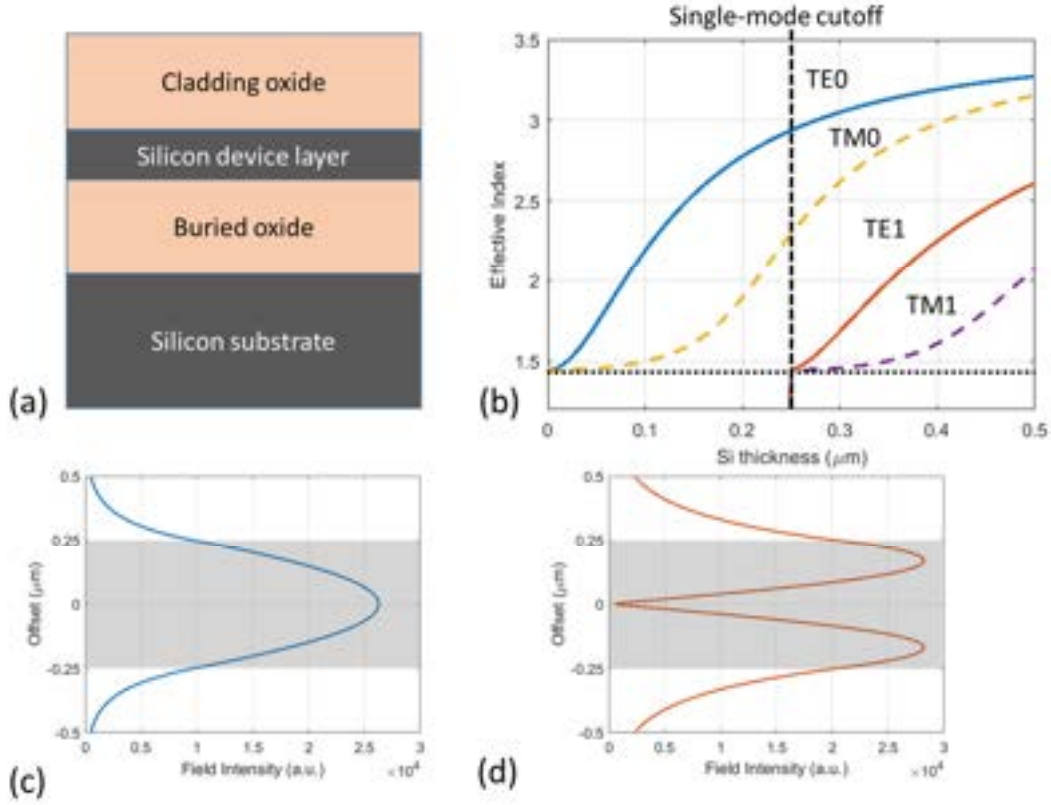 Cladding oxide
Silicon device layer
Buried oxide
Silicon substrate
(a)
Single-mode cutoff
3.5
3
2.5
2
1.5
Effective Index
TE0
TM0
TE1
TM1
0
0.1
0.2
0.3
0.4
0.5
Si thickness (μm)
(b)
0.5
0.25
0
-0.25
-0.5
Offset (μm)
0
0.5
1
1.5
2
2.5
3
Field Intensity (a.u.)
×10⁴
(c)
0.5
0.25
0
-0.25
-0.5
Offset (μm)
0
0.5
1
1.5
2
2.5
3
Field Intensity (a.u.)
×10⁴
(d)